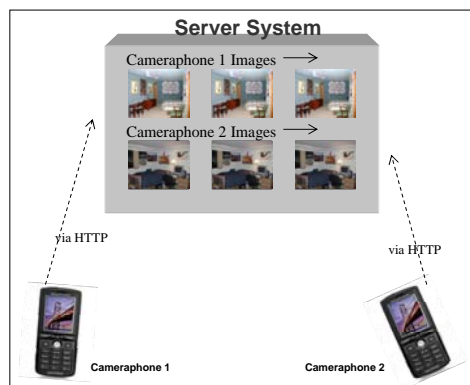 Server System
Cameraphone 1 Images
Cameraphone 2 Images
via HTTP
via HTTP
Cameraphone 1
Cameraphone 2